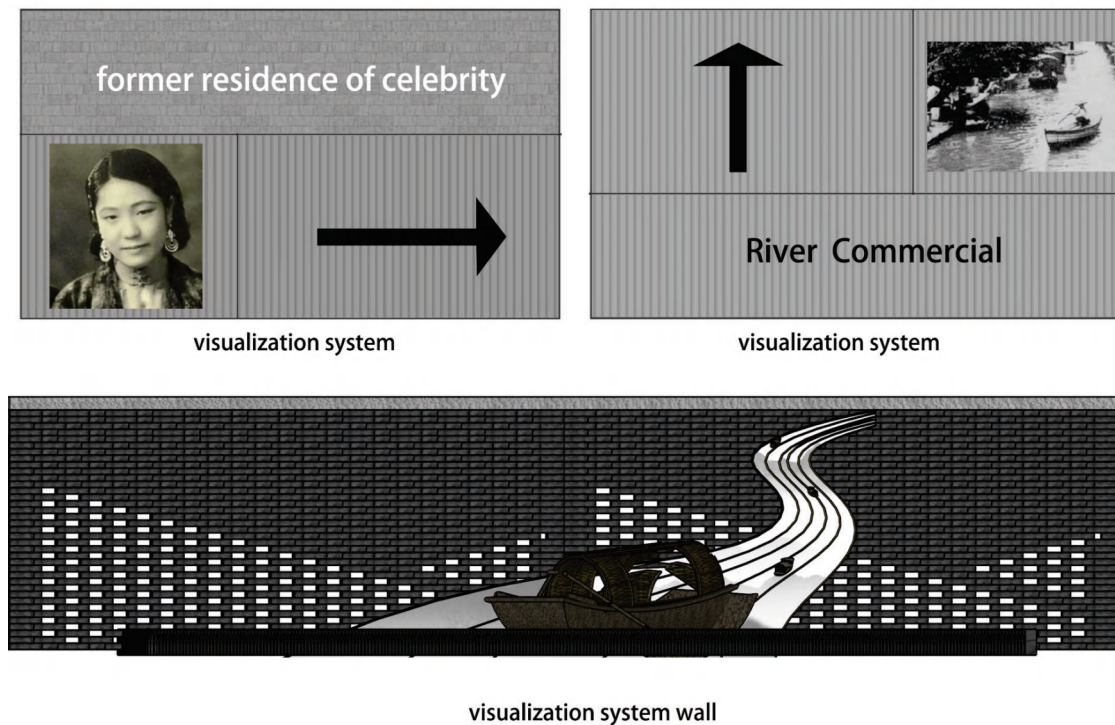 former residence of celebrity
River Commercial
visualization system
visualization system
visualization system wall